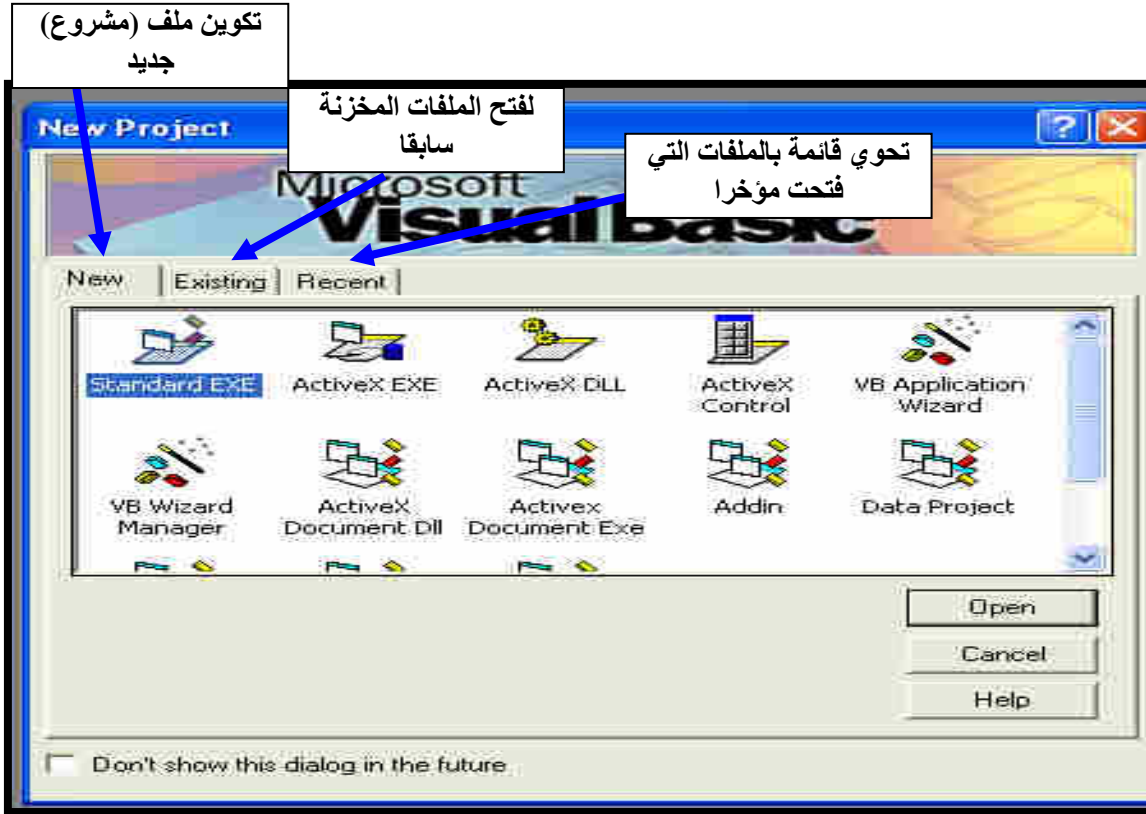 تكوين ملف (مشروع)
جديد
لفتح الملفات المخزنة
سابقا
تحوي قائمة بالملفات التي
فتحت مؤخرا
New Project
Microsoft
Visual Basic
New Existing Recent
Standard EXE ActiveX EXE ActiveX DLL ActiveX VB Application
Control Wizard
VB Wizard ActiveX Activex Addin Data Project
Manager Document Dll Document Exe
Open
Cancel
Help
Don't show this dialog in the future